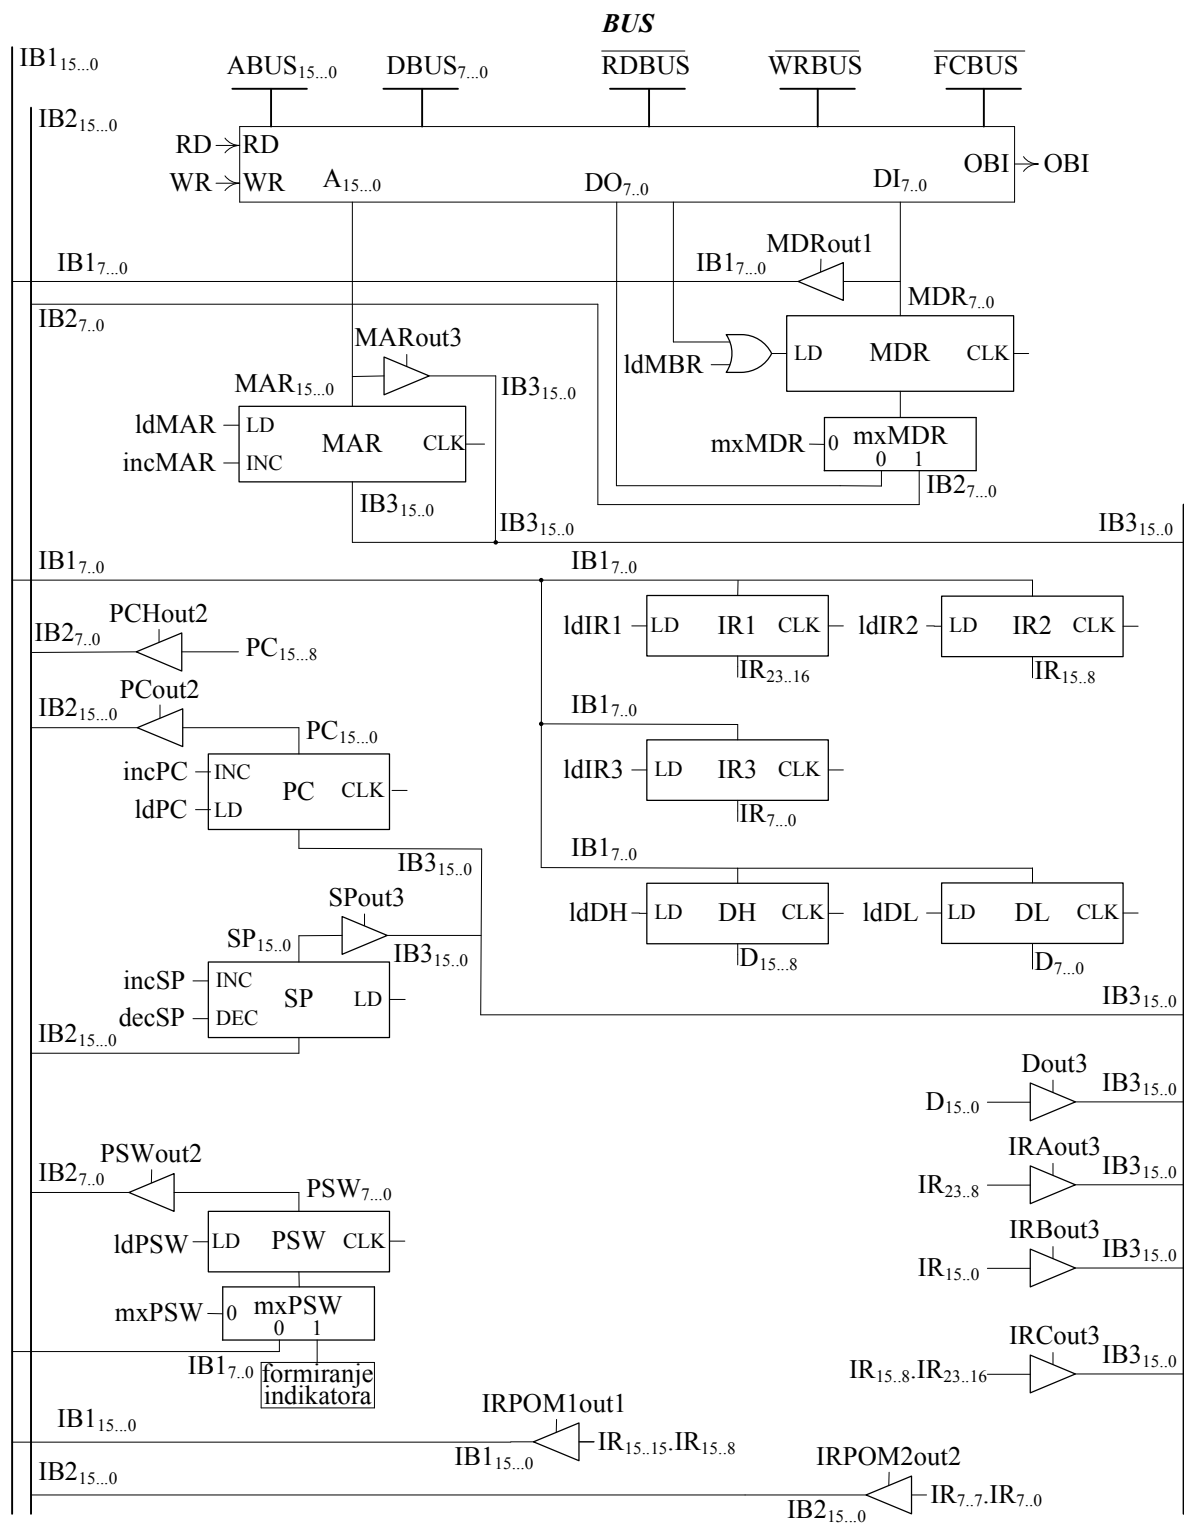 BUS
IB1₁₅...₀
ABUS₁₅...₀ DBUS₇...₀ RDBUS WRBUS FCBUS
IB2₁₅...₀
RD RD
WR WR A₁₅...₀ DO₇..₀ DI₇..₀ OBI OBI
MDRout1
IB1₇...₀ IB1₇...₀
MDR₇..₀
IB2₇..₀
MARout3
ldMBR LD MDR CLK
MAR₁₅...₀ IB3₁₅..₀
ldMAR LD MAR CLK
incMAR INC
mxMDR 0 mxMDR
0 1
IB2₇...₀
IB3₁₅..₀ IB3₁₅...₀ IB3₁₅..₀
IB1₇..₀ IB1₇..₀
PCHout2
ldIR1 LD IR1 CLK ldIR2 LD IR2 CLK
IB2₇..₀ PC₁₅...₈
IR₂₃..₁₆ IR₁₅..₈
PCout2
IB2₁₅...₀ PC₁₅...₀
IB1₇..₀
incPC INC PC CLK
ldPC LD
ldIR3 LD IR3 CLK
IR₇...₀
IB3₁₅..₀
IB1₇..₀
SPout3
ldDH LD DH CLK ldDL LD DL CLK
SP₁₅...₀ IB3₁₅..₀
D₁₅...₈ D₇...₀
incSP INC SP LD
decSP DEC
IB3₁₅..₀
IB2₁₅...₀
Dout3
D₁₅...₀ IB3₁₅..₀
PSWout2
IRAout3
IB2₇..₀ PSW₇...₀
IR₂₃..₈ IB3₁₅..₀
ldPSW LD PSW CLK
IRBout3
IR₁₅..₀ IB3₁₅..₀
mxPSW 0 mxPSW
0 1
IB1₇..₀ formiranje
indikatora
IRCout3
IR₁₅..₈.IR₂₃..₁₆ IB3₁₅..₀
IRPOM1out1
IB1₁₅...₀ IB1₁₅...₀ IR₁₅..₁₅.IR₁₅..₈
IRPOM2out2
IB2₁₅...₀ IB2₁₅...₀ IR₇..₇.IR₇..₀